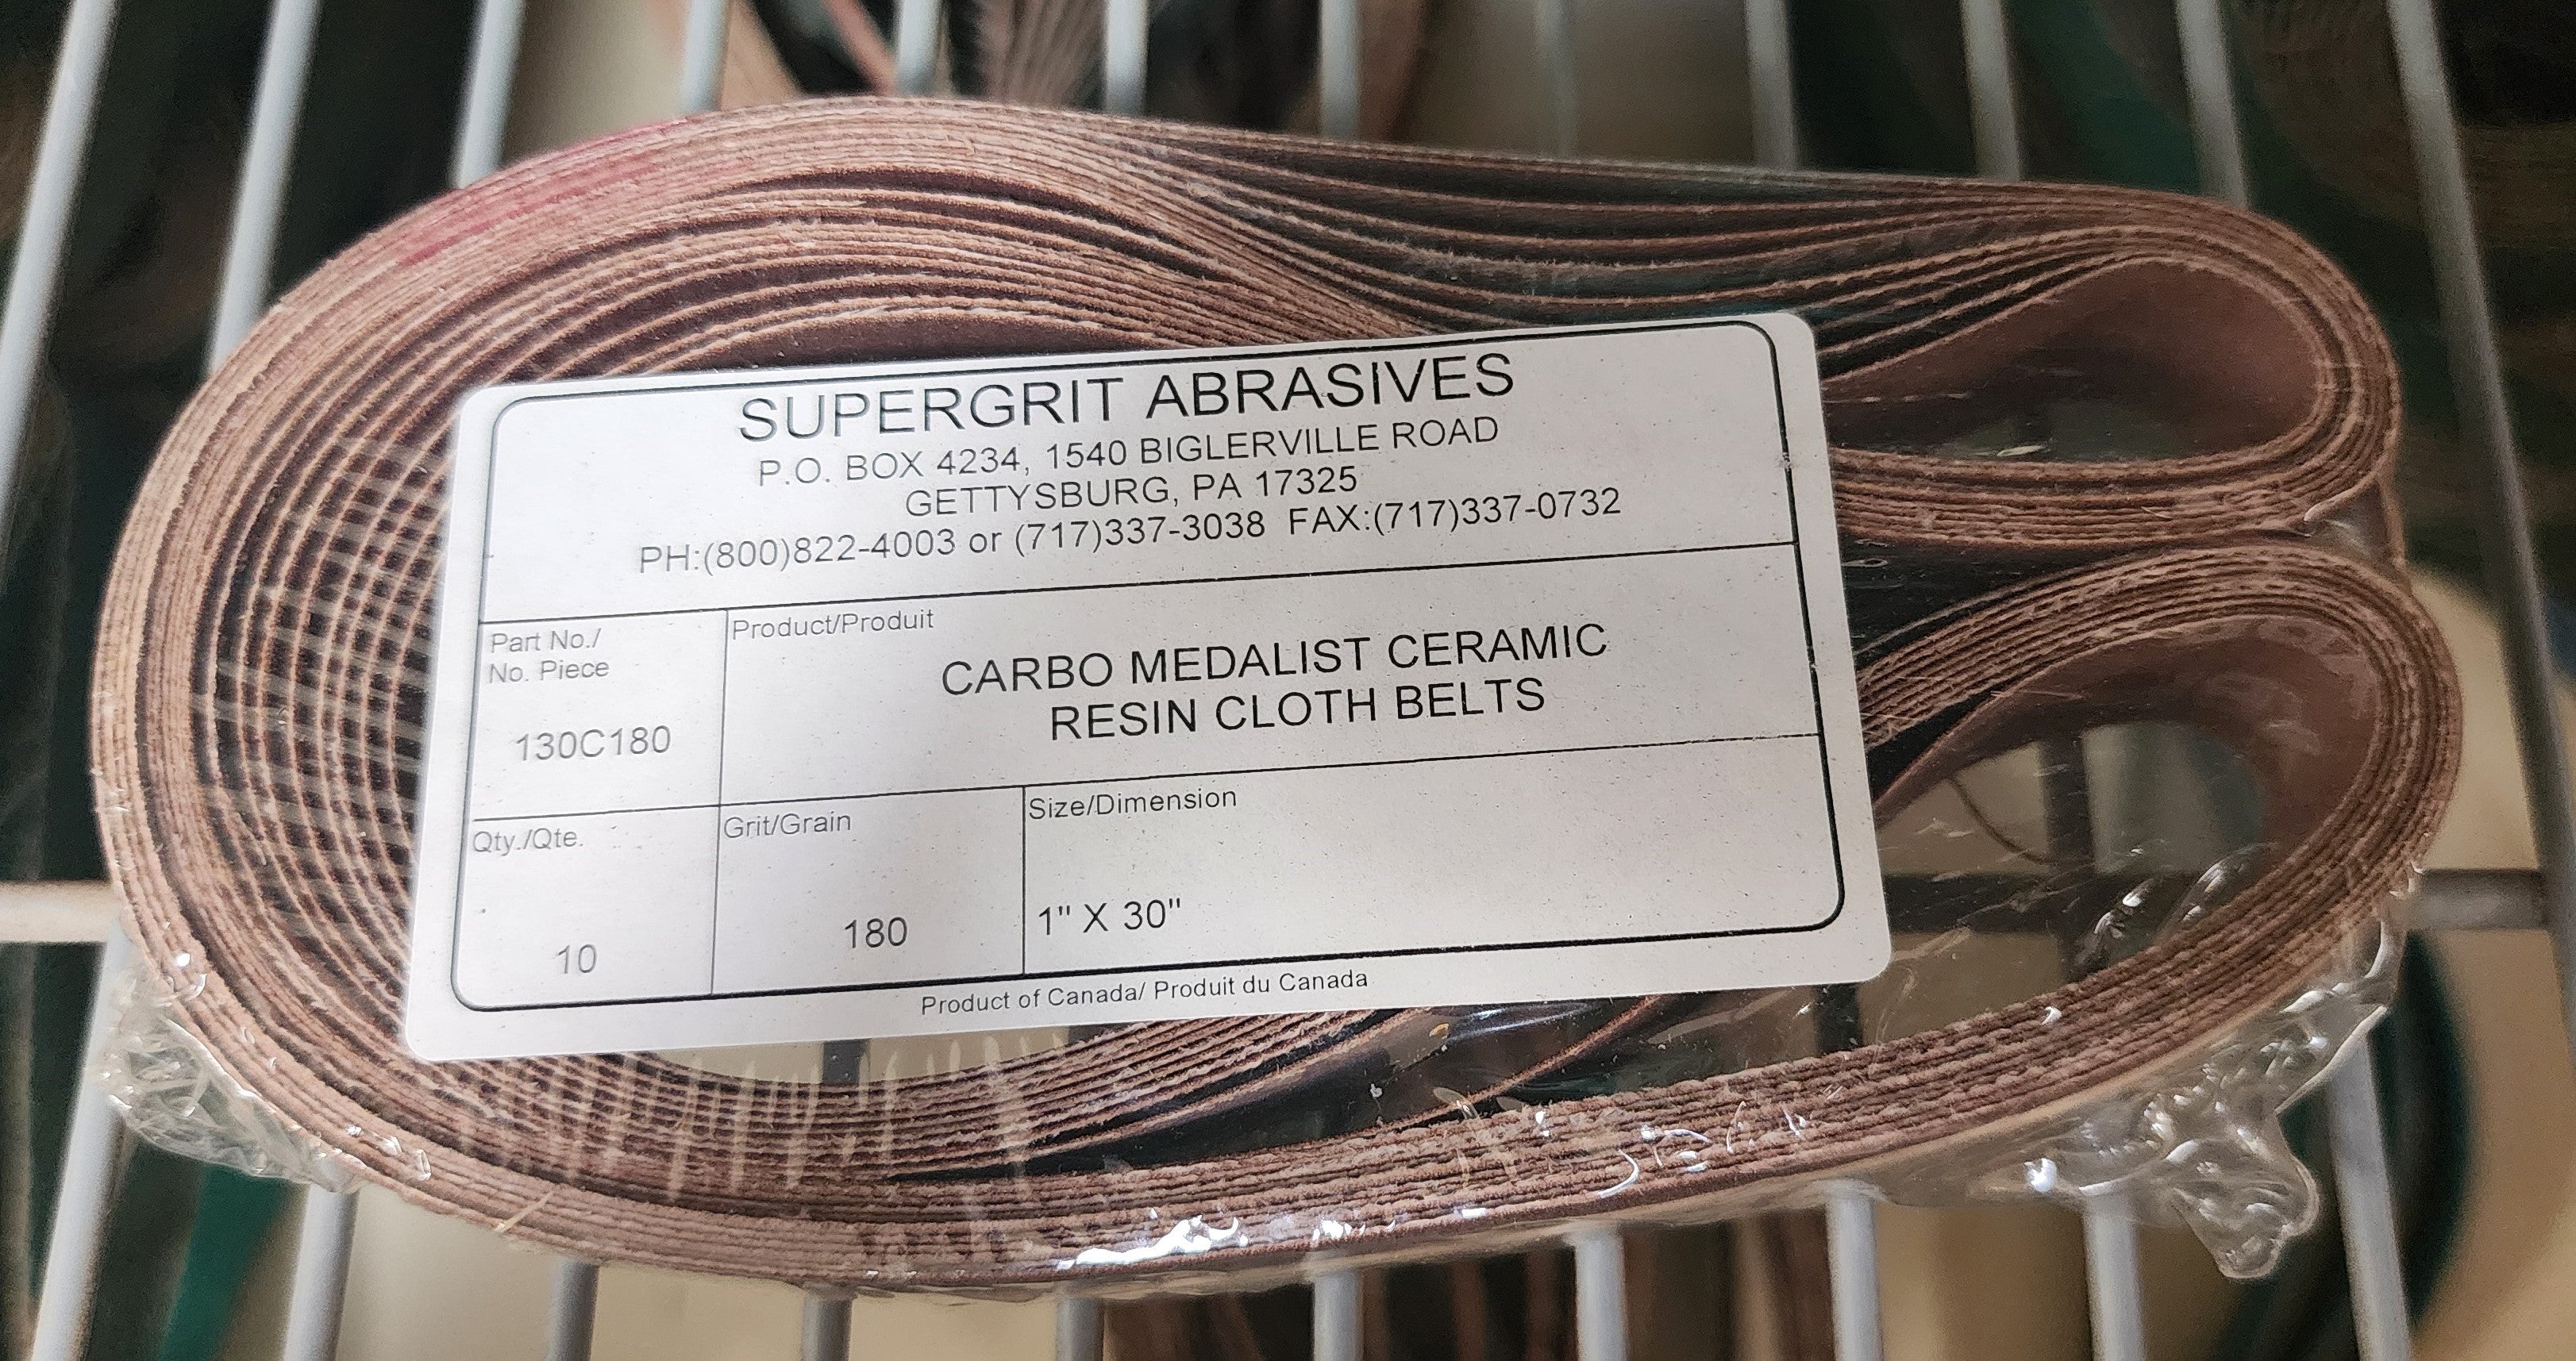 SUPERGRIT ABRASIVES
P.O. BOX 4234, 1540 BIGLERVILLE ROAD
GETTYSBURG, PA 17325
PH:(800)822-4003 or (717)337-3038 FAX:(717)337-0732
Part No./
No. Piece
130C180
Product/Produit
CARBO MEDALIST CERAMIC
RESIN CLOTH BELTS
Qty./Qte.
10
Grit/Grain
180
Size/Dimension
1" X 30"
Product of Canada/ Produit du Canada